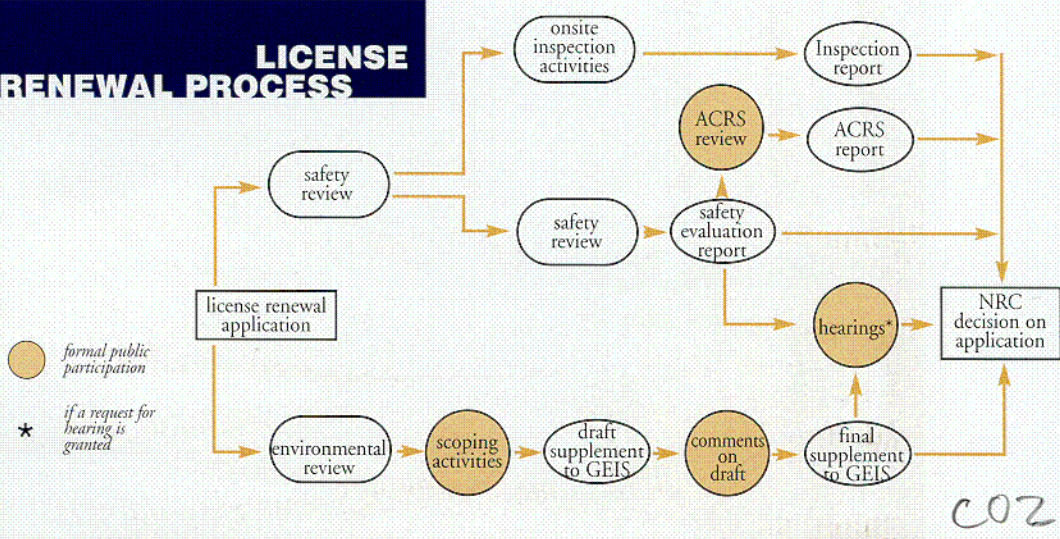 LICENSE
RENEWAL PROCESS
onsite
inspection
activities
Inspection
report
ACRS
review
ACRS
report
safety
review
safety
review
safety
evaluation
report
license renewal
application
hearings*
NRC
decision on
application
formal public
participation
*
if a request for
hearing is
granted
environmental
review
scoping
activities
draft
supplement
to GEIS
comments
on
draft
final
supplement
to GEIS
C02